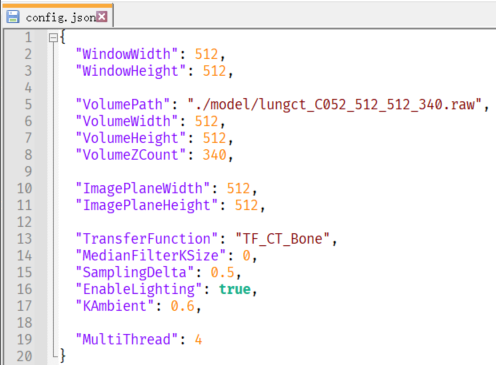 config.json
1 {
2 "WindowWidth": 512,
3 "WindowHeight": 512,
4
5 "VolumePath": "./model/lungct_C052_512_512_340.raw",
6 "VolumeWidth": 512,
7 "VolumeHeight": 512,
8 "VolumeZCount": 340,
9
10 "ImagePlaneWidth": 512,
11 "ImagePlaneHeight": 512,
12
13 "TransferFunction": "TF_CT_Bone",
14 "MedianFilterKSize": 0,
15 "SamplingDelta": 0.5,
16 "EnableLighting": true,
17 "KAmbient": 0.6,
18
19 "MultiThread": 4
20 }